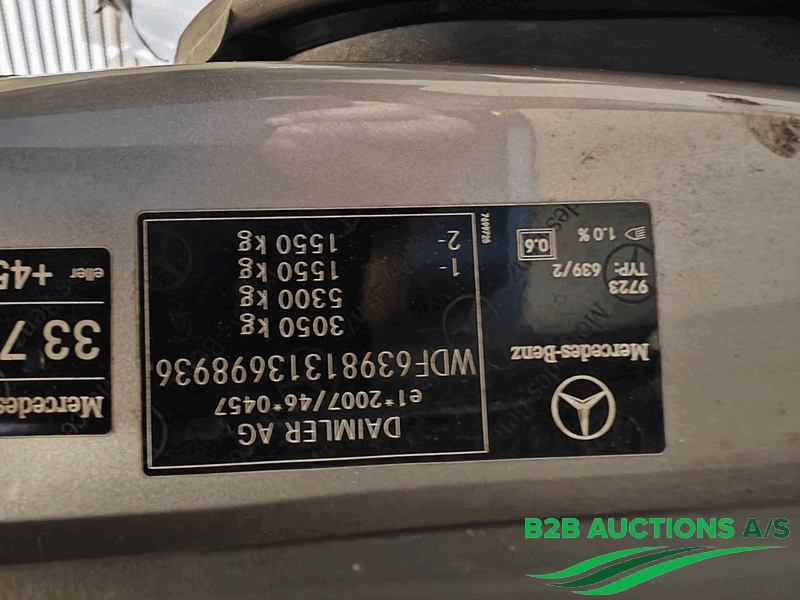 DAIMLER AG
e1*2007/46*0457
WDF63981313698936
3050 kg
5300 kg
1- 1550 kg
2- 1550 kg
Mercedes-Benz
9723
TYP: 639/2
0.6
1.0%
7699725
Mercedes
33 7
eller +45
B2B AUCTIONS A/S